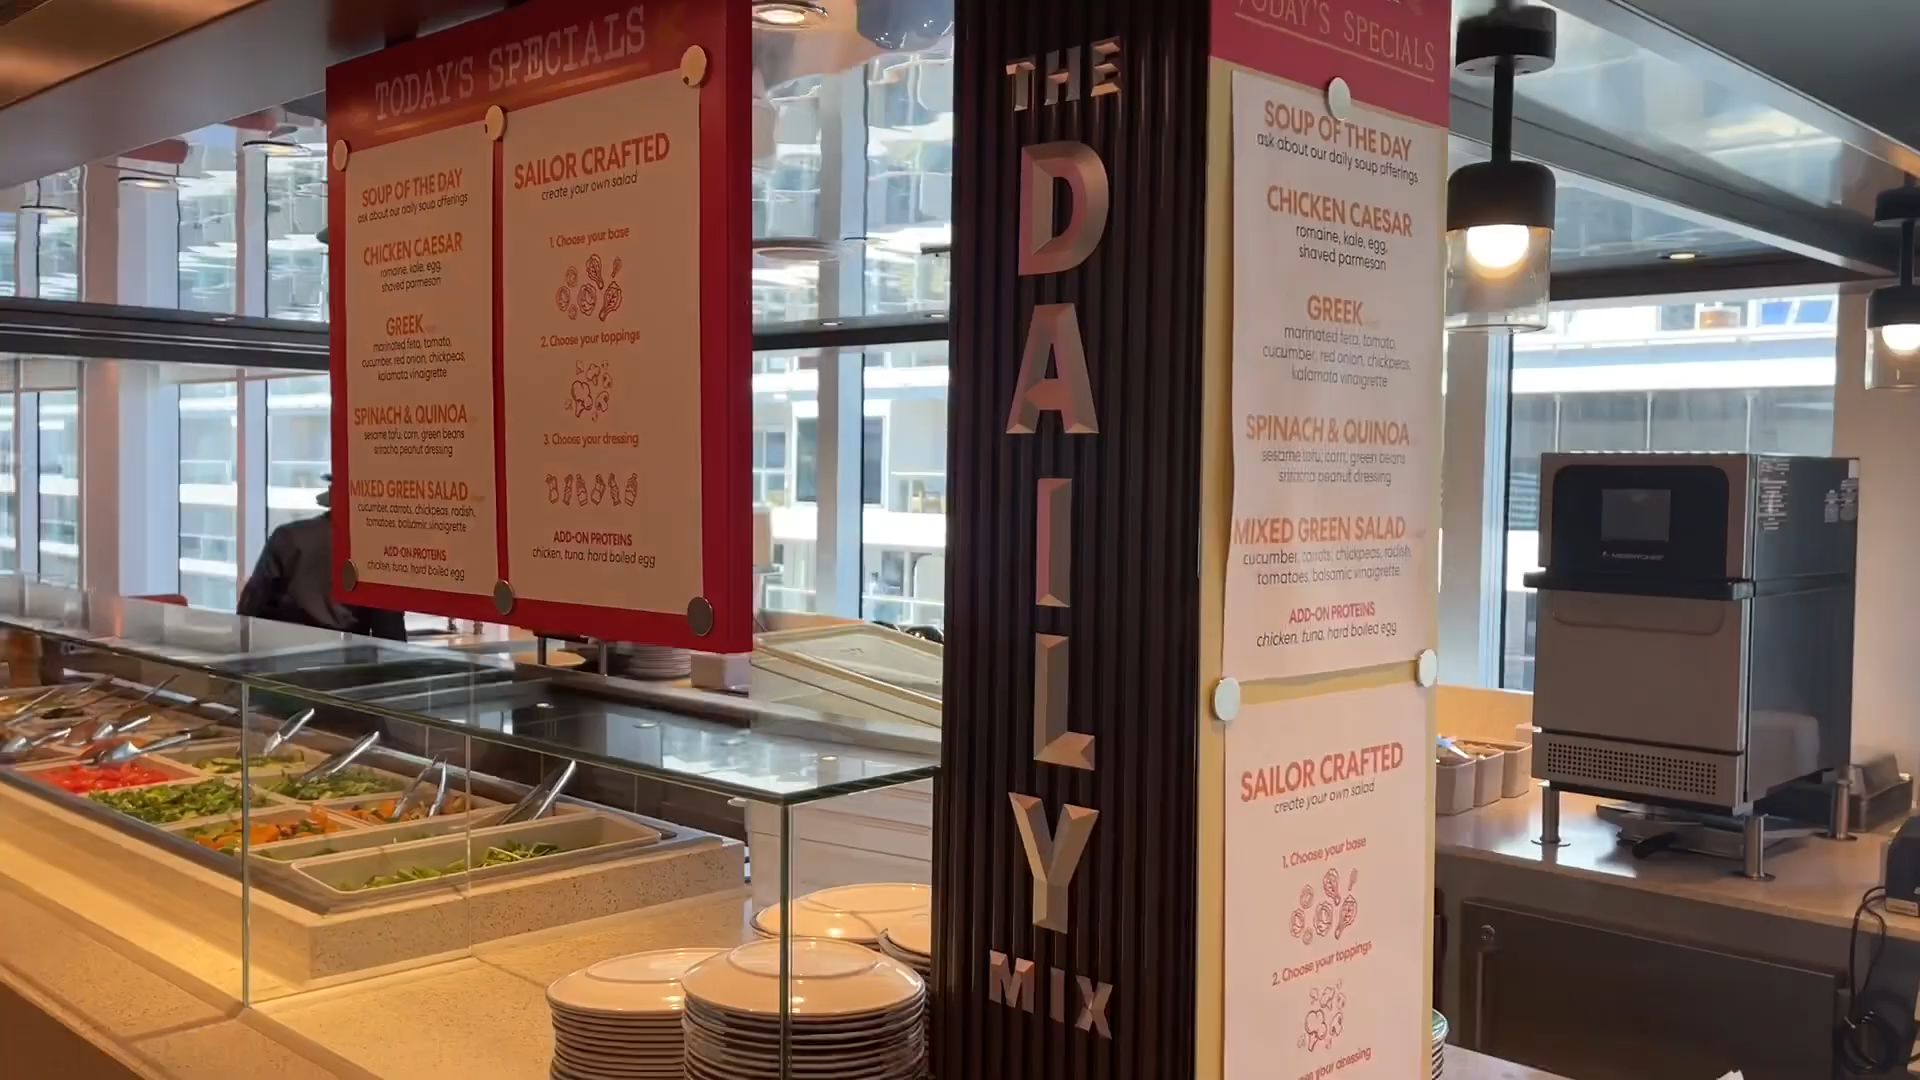 TODAY'S SPECIALS
SOUP OF THE DAY
ask about our daily soup offerings
CHICKEN CAESAR
romaine, kale, egg,
shaved parmesan
GREEK
marinated feta, tomato,
cucumber, red onion, chickpeas,
kalamata vinaigrette
SPINACH & QUINOA
sesame tofu, corn, green beans
sriracha peanut dressing
MIXED GREEN SALAD
cucumber, carrots, chickpeas, radish,
tomatoes, balsamic vinaigrette
ADD-ON PROTEINS
chicken, tuna, hard boiled egg
SAILOR CRAFTED
create your own salad
1. Choose your base
2. Choose your toppings
3. Choose your dressing
ADD-ON PROTEINS
chicken, tuna, hard boiled egg
THE
DAILY
MIX
TODAY'S SPECIALS
SOUP OF THE DAY
ask about our daily soup offerings
CHICKEN CAESAR
romaine, kale, egg,
shaved parmesan
GREEK
marinated feta, tomato,
cucumber, red onion, chickpeas,
kalamata vinaigrette
SPINACH & QUINOA
sesame tofu, corn, green beans
sriracha peanut dressing
MIXED GREEN SALAD
cucumber, carrots, chickpeas, radish,
tomatoes, balsamic vinaigrette
ADD-ON PROTEINS
chicken, tuna, hard boiled egg
SAILOR CRAFTED
create your own salad
1. Choose your base
2. Choose your toppings
your dressing